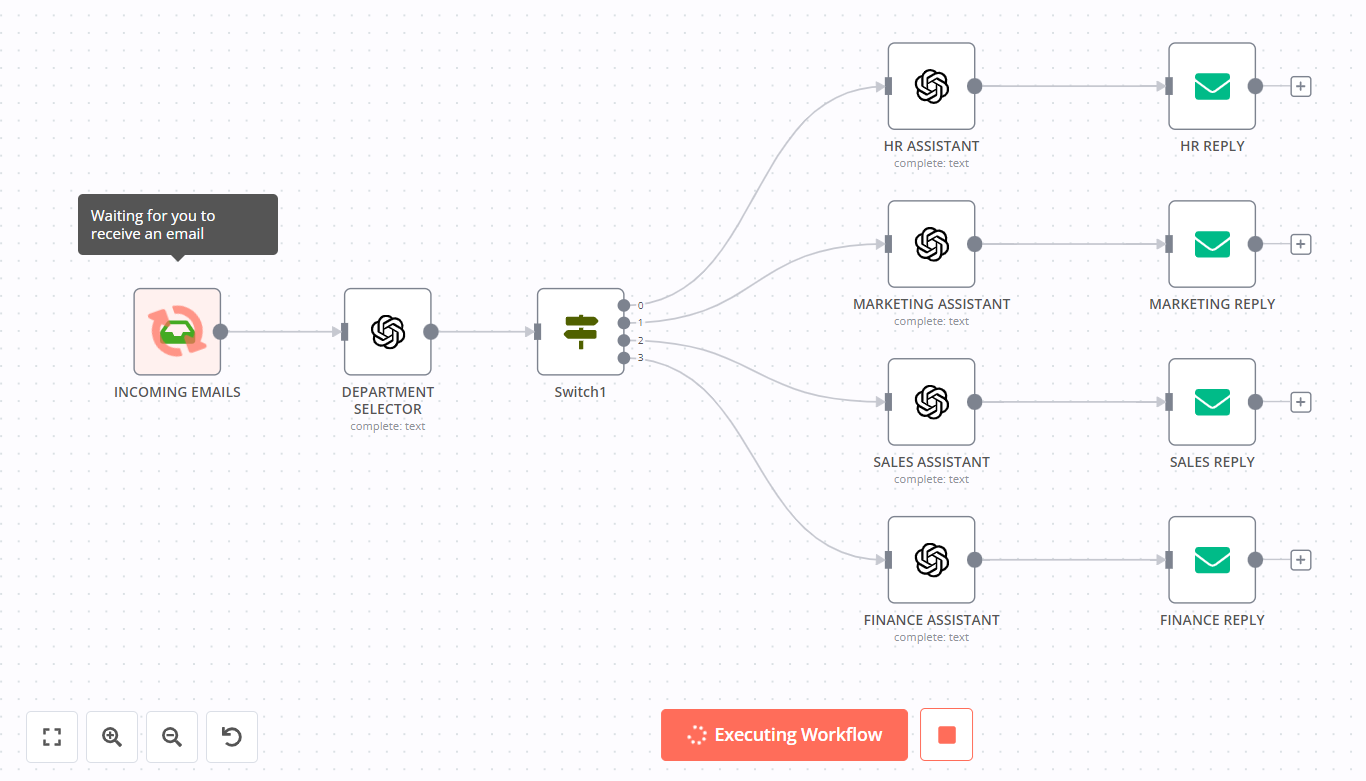 HR ASSISTANT
complete: text
HR REPLY
Waiting for you to
receive an email
MARKETING ASSISTANT
complete: text
MARKETING REPLY
INCOMING EMAILS
DEPARTMENT
SELECTOR
complete: text
Switch1
0
1
2
3
SALES ASSISTANT
complete: text
SALES REPLY
FINANCE ASSISTANT
complete: text
FINANCE REPLY
Executing Workflow